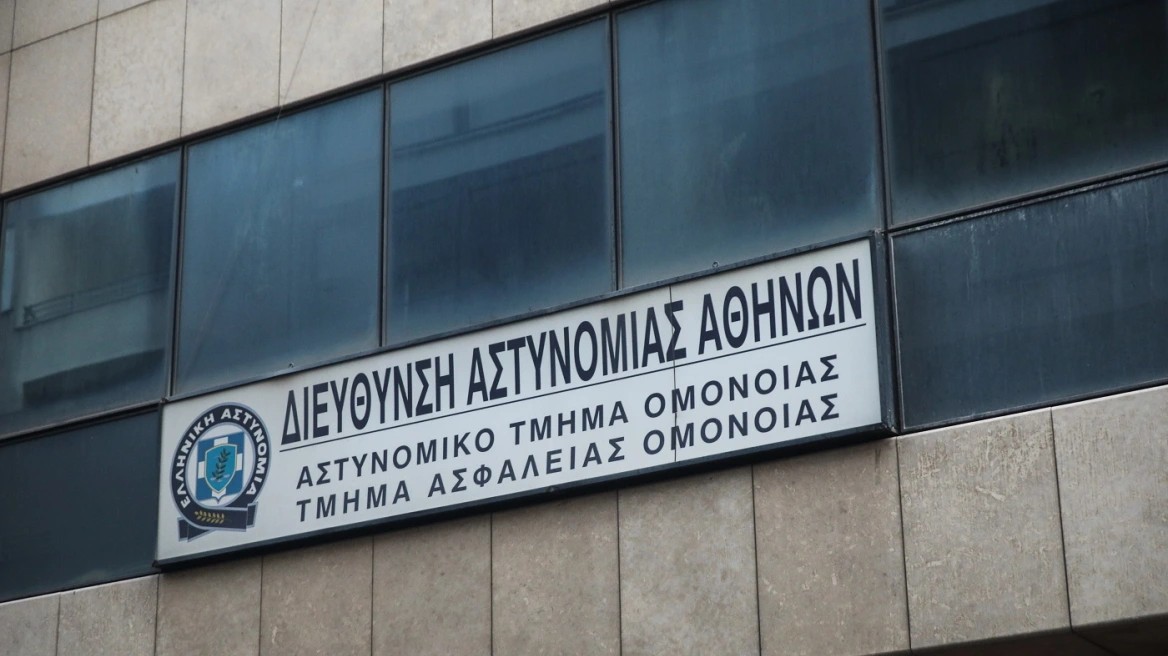 ΔΙΕΥΘΥΝΣΗ ΑΣΤΥΝΟΜΙΑΣ ΑΘΗΝΩΝ
ΑΣΤΥΝΟΜΙΚΟ ΤΜΗΜΑ ΟΜΟΝΟΙΑΣ
ΤΜΗΜΑ ΑΣΦΑΛΕΙΑΣ ΟΜΟΝΟΙΑΣ
ΕΛΛΗΝΙΚΗ ΑΣΤΥΝΟΜΙΑ